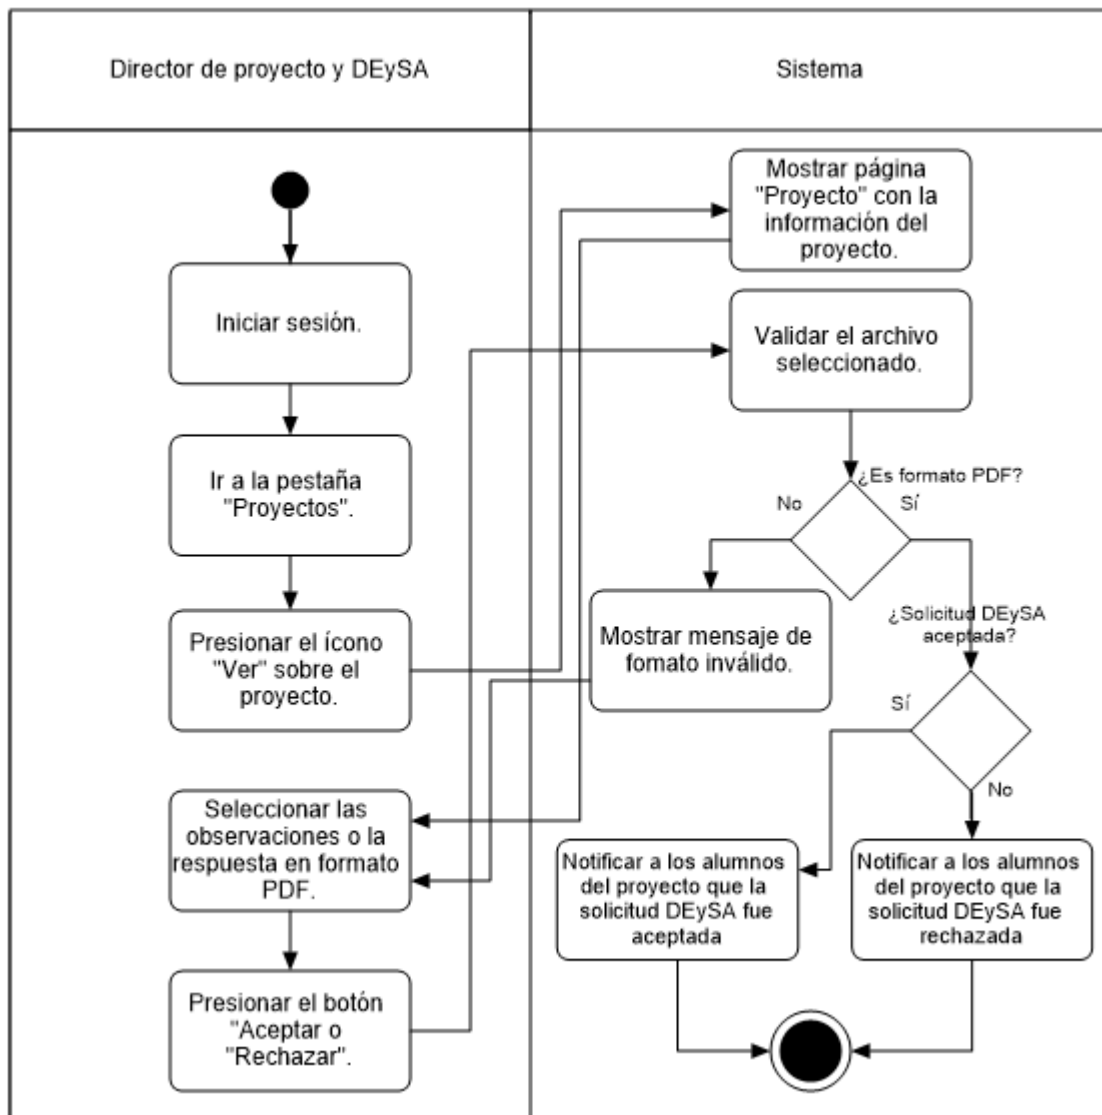 Director de proyecto y DEySA
Sistema
Mostrar página
"Proyecto" con la
información del
proyecto.
Iniciar sesión.
Validar el archivo
seleccionado.
Ir a la pestaña
"Proyectos".
¿Es formato PDF?
No
Sí
Presionar el ícono
"Ver" sobre el
proyecto.
Mostrar mensaje de
fomato inválido.
¿Solicitud DEySA
aceptada?
Sí
No
Seleccionar las
observaciones o la
respuesta en formato
PDF.
Notificar a los alumnos
del proyecto que la
solicitud DEySA fue
aceptada
Notificar a los alumnos
del proyecto que la
solicitud DEySA fue
rechazada
Presionar el botón
"Aceptar o
"Rechazar".